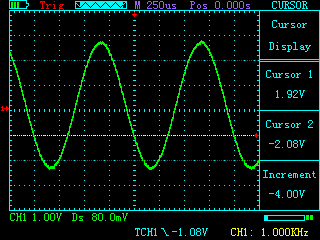 Trig M 250us Pos 0.000s CURSOR
Cursor
Display
Cursor 1
1.92V
Cursor 2
-2.08V
Increment
-4.00V
CH1 1.00V Ds 80.0mV
TCH1 -1.08V CH1: 1.000KHz